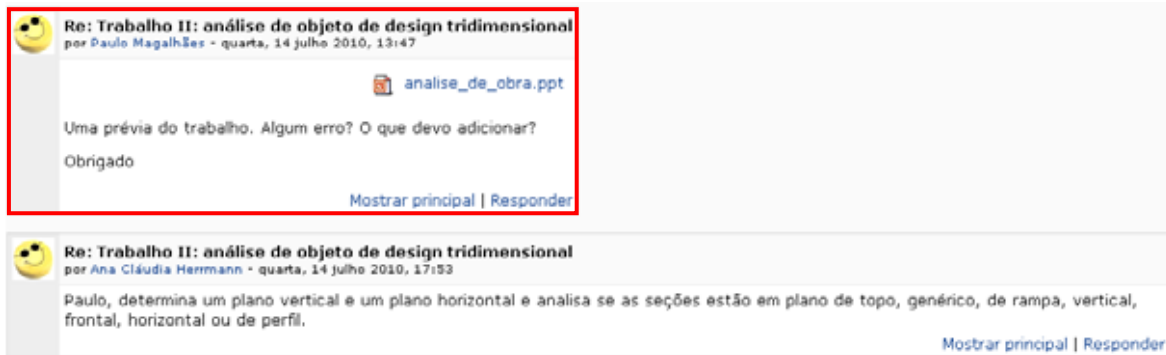 Re: Trabalho II: análise de objeto de design tridimensional
por Paulo Magalhães - quarta, 14 julho 2010, 13:47
analise_de_obra.ppt
Uma prévia do trabalho. Algum erro? O que devo adicionar?
Obrigado
Mostrar principal | Responder
Re: Trabalho II: análise de objeto de design tridimensional
por Ana Cláudia Herrmann - quarta, 14 julho 2010, 17:53
Paulo, determina um plano vertical e um plano horizontal e analisa se as seções estão em plano de topo, genérico, de rampa, vertical,
frontal, horizontal ou de perfil.
Mostrar principal | Responder